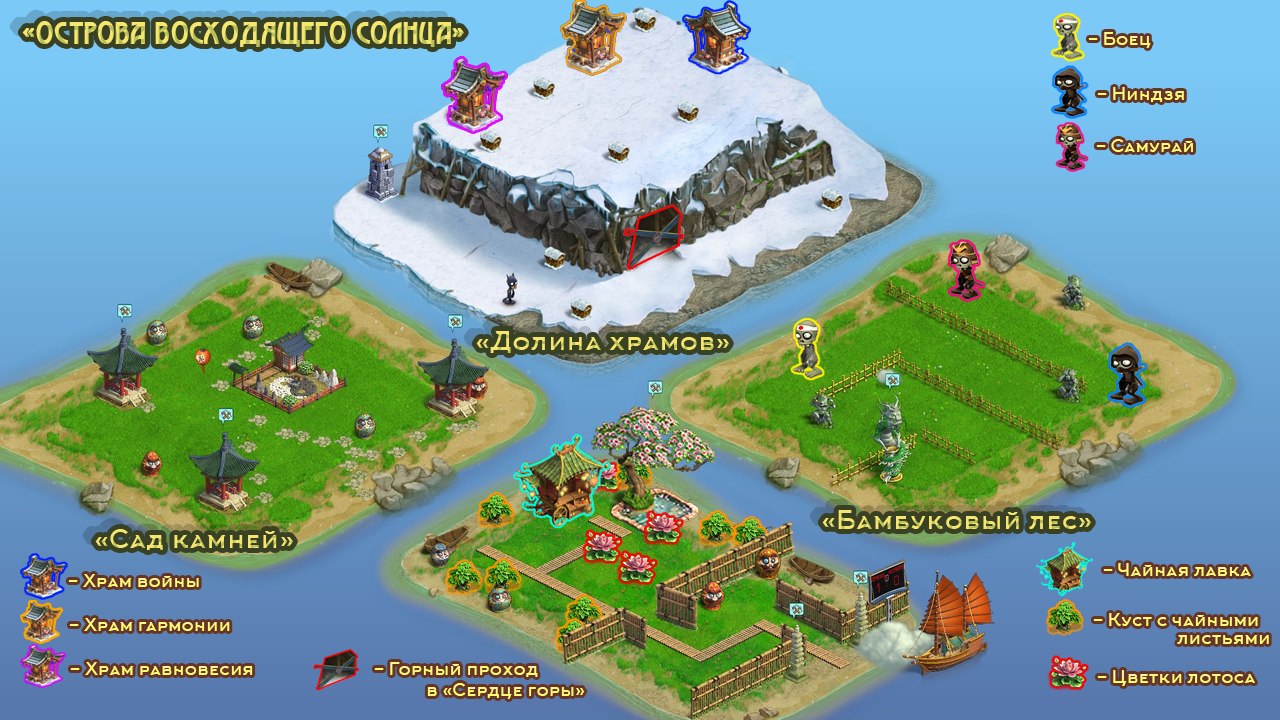 «Острова восходящего солнца»
– Боец
– Ниндзя
– Самурай
«Долина храмов»
«Сад камней»
«Бамбуковый лес»
– Храм войны
– Храм гармонии
– Храм равновесия
– Горный проход
в «Сердце горы»
– Чайная лавка
– Куст с чайными
листьями
– Цветки лотоса